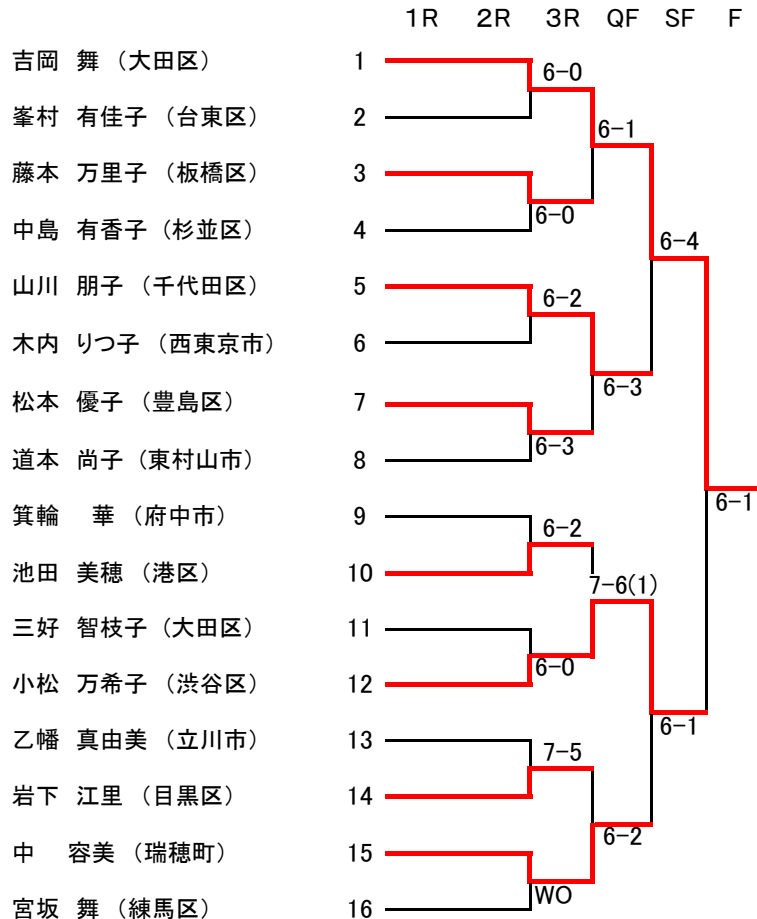 1R 2R 3R QF SF F
吉岡 舞 （大田区） 1
6-0
峯村 有佳子 （台東区） 2
6-1
藤本 万里子 （板橋区） 3
6-0
中島 有香子 （杉並区） 4
6-4
山川 朋子 （千代田区） 5
6-2
木内 りつ子 （西東京市） 6
6-3
松本 優子 （豊島区） 7
6-3
道本 尚子 （東村山市） 8
6-1
箕輪 華 （府中市） 9
6-2
池田 美穂 （港区） 10
7-6(1)
三好 智枝子 （大田区） 11
6-0
小松 万希子 （渋谷区） 12
6-1
乙幡 真由美 （立川市） 13
7-5
岩下 江里 （目黒区） 14
6-2
中 容美 （瑞穂町） 15
WO
宮坂 舞 （練馬区） 16